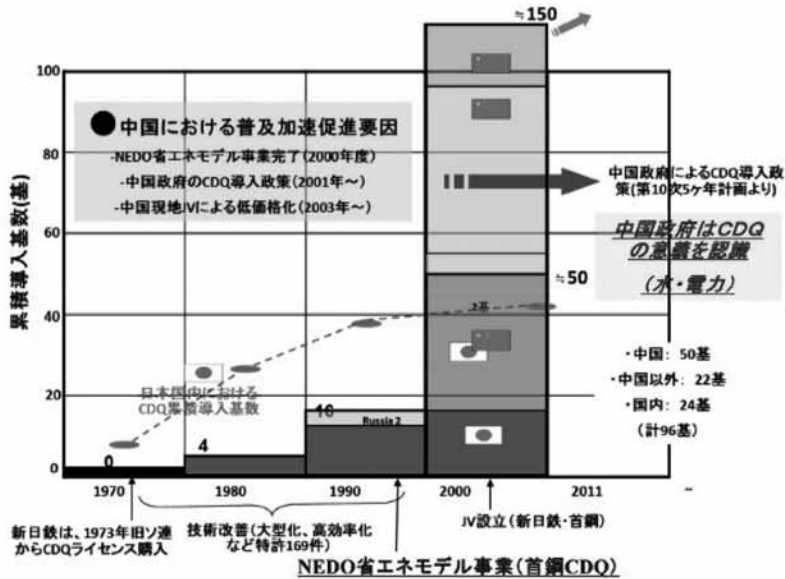 ≒150
累積導入基数(基)
100
80
60
40
20
0
●中国における普及加速促進要因
-NEDO省エネモデル事業完了(2000年度)
-中国政府のCDQ導入政策(2001年～)
-中国現地JVによる低価格化(2003年～)
中国政府によるCDQ導入政
策(第10次5ヶ年計画より)
中国政府はCDQ
の意義を認識
(水・電力)
≒50
2基
日本国内における
CDQ累積導入基数
・中国: 50基
・中国以外: 22基
・国内: 24基
(計96基)
0
4
16
Russia 2
1970
1980
1990
2000
2011
～
新日鉄は、1973年旧ソ連
からCDQライセンス購入
技術改善(大型化、高効率化
など特許169件)
JV設立(新日鉄・首鋼)
NEDO省エネモデル事業(首鋼CDQ)